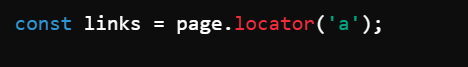 const links = page.locator('a');